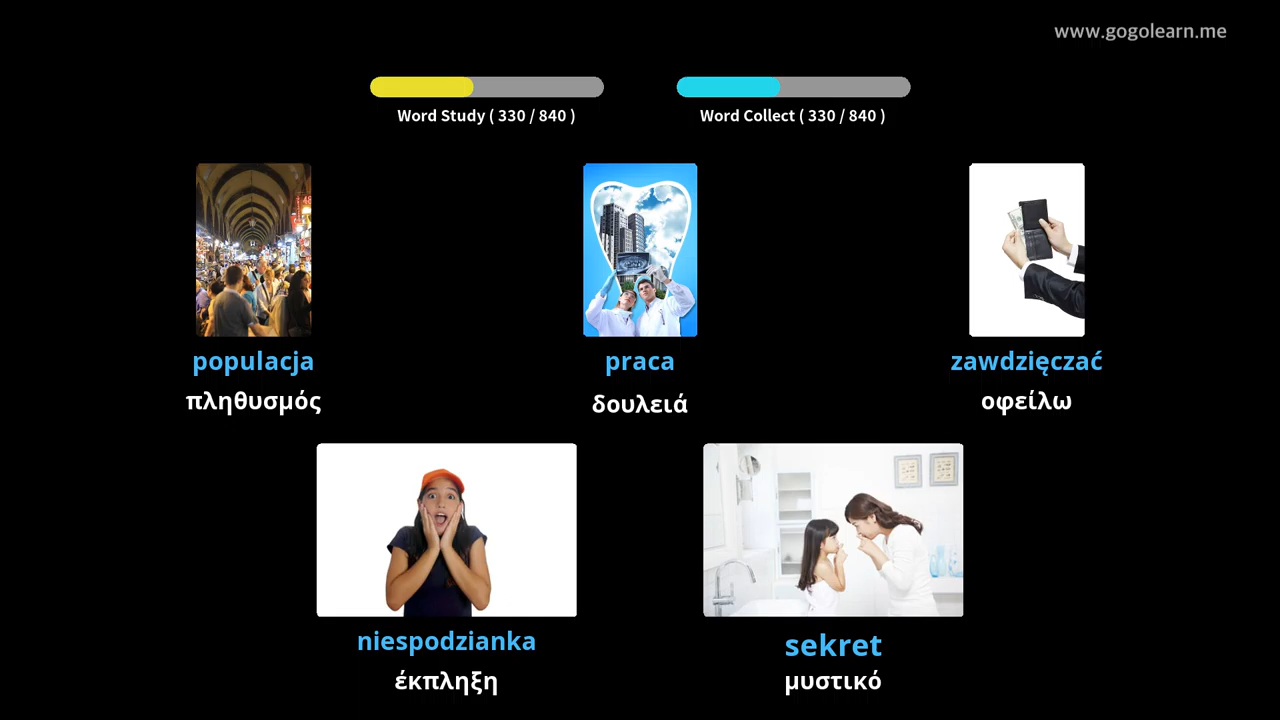 www.gogolearn.me
Word Study ( 330 / 840 )
Word Collect ( 330 / 840 )
populacja
πληθυσμός
praca
δουλειά
zawdzięczać
οφείλω
niespodzianka
έκπληξη
sekret
μυστικό